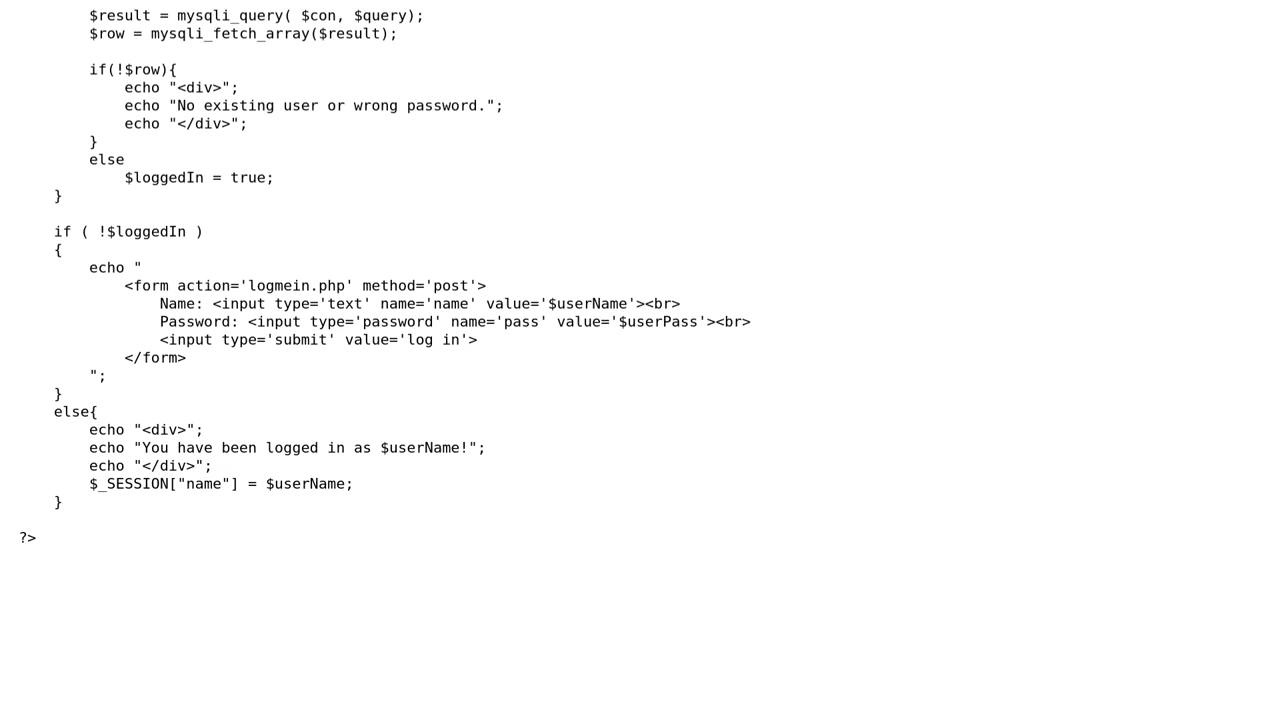 $result = mysqli_query( $con, $query);
$row = mysqli_fetch_array($result);
if(!$row){
echo "<div>";
echo "No existing user or wrong password.";
echo "</div>";
}
else
$loggedIn = true;
}
if ( !$loggedIn )
{
echo "
<form action='logmein.php' method='post'>
Name: <input type='text' name='name' value='$userName'><br>
Password: <input type='password' name='pass' value='$userPass'><br>
<input type='submit' value='log in'>
</form>
";
}
else{
echo "<div>";
echo "You have been logged in as $userName!";
echo "</div>";
$_SESSION["name"] = $userName;
}
?>